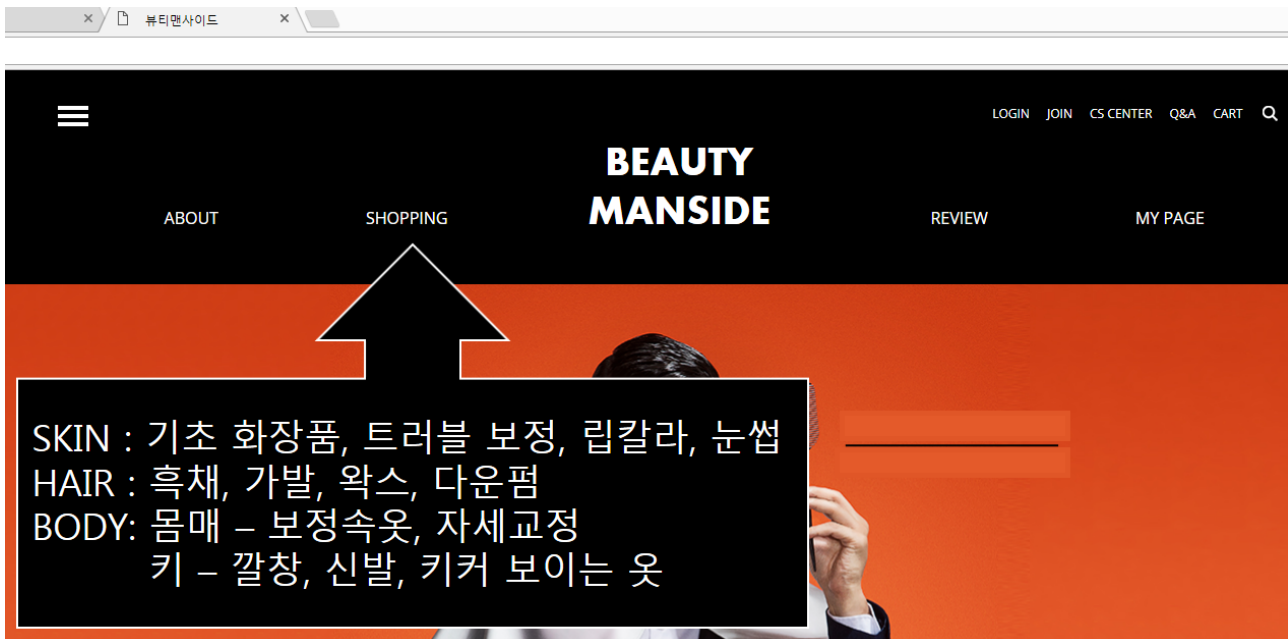 뷰티맨사이드
LOGIN JOIN CS CENTER Q&A CART
BEAUTY
MANSIDE
ABOUT SHOPPING REVIEW MY PAGE
SKIN : 기초 화장품, 트러블 보정, 립칼라, 눈썹
HAIR : 흑채, 가발, 왁스, 다운펌
BODY: 몸매 – 보정속옷, 자세교정
키 – 깔창, 신발, 키커 보이는 옷